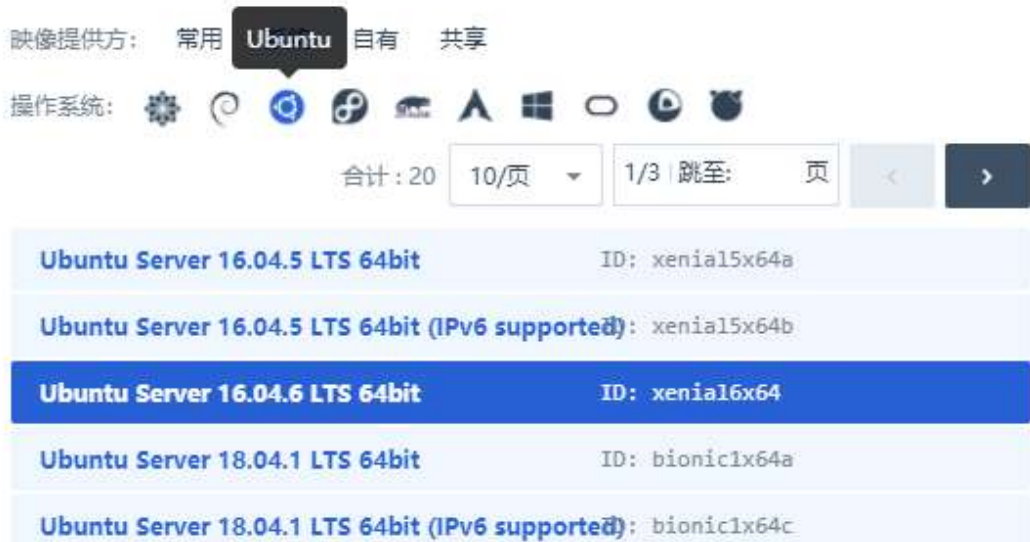 映像提供方: 常用 Ubuntu 自有 共享
操作系统:
合计 : 20 10/页 1/3 跳至: 页
Ubuntu Server 16.04.5 LTS 64bit ID: xenial5x64a
Ubuntu Server 16.04.5 LTS 64bit (IPv6 supported) : xenial5x64b
Ubuntu Server 16.04.6 LTS 64bit ID: xenial6x64
Ubuntu Server 18.04.1 LTS 64bit ID: bionic1x64a
Ubuntu Server 18.04.1 LTS 64bit (IPv6 supported) : bionic1x64c